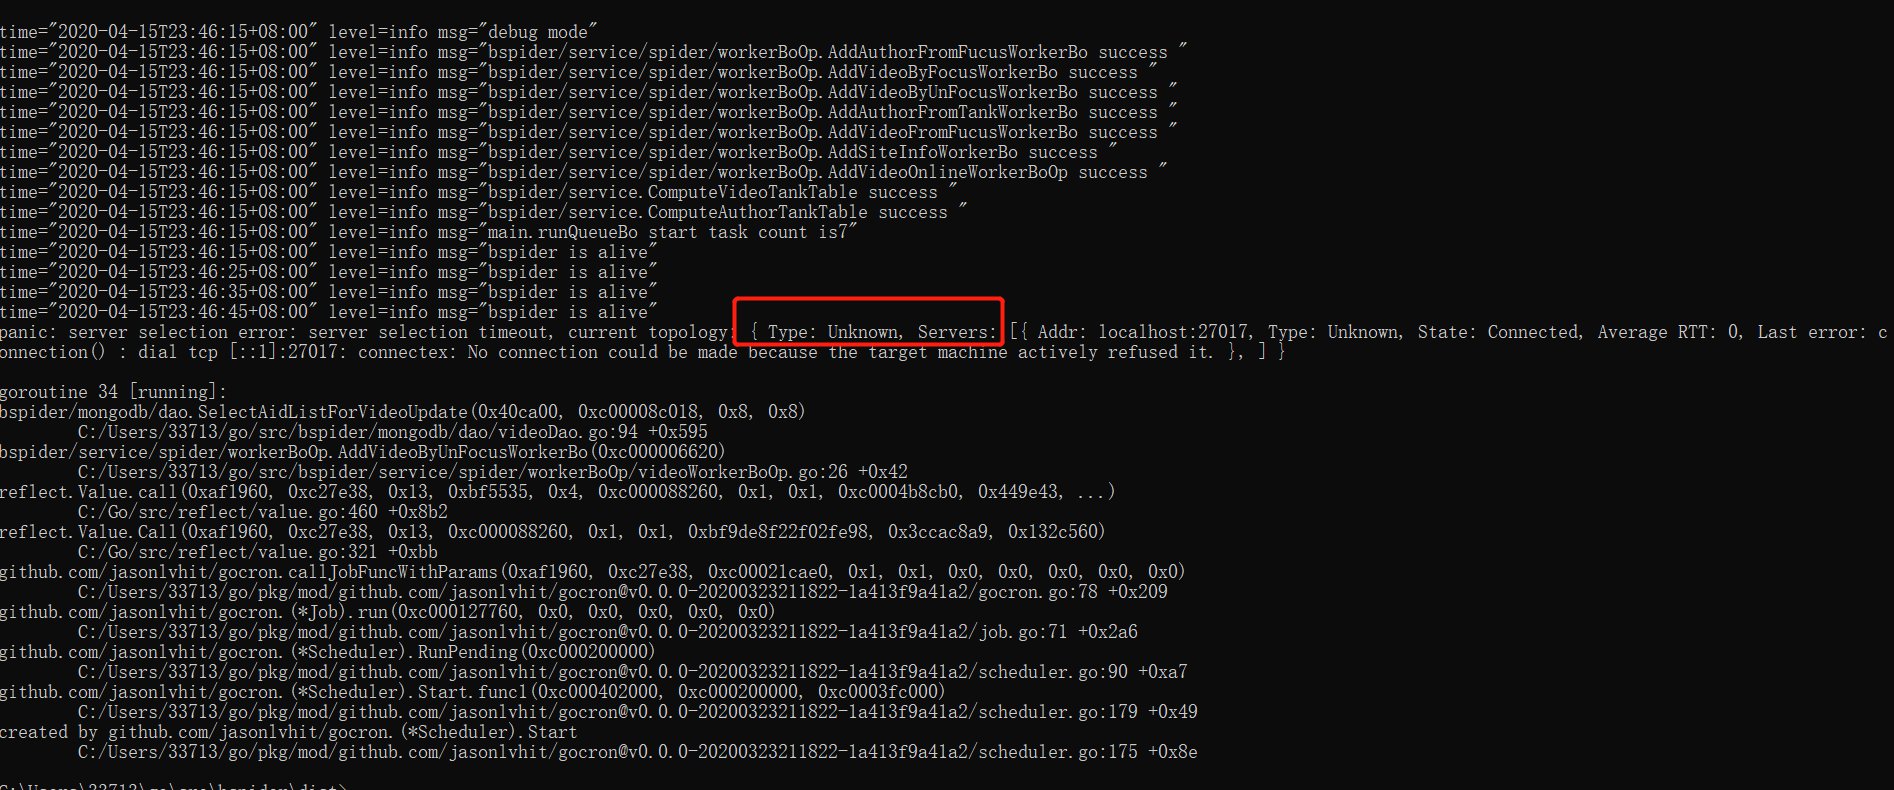 time="2020-04-15T23:46:15+08:00" level=info msg="debug mode"
time="2020-04-15T23:46:15+08:00" level=info msg="bspider/service/spider/workerBoOp.AddAuthorFromFucusWorkerBo success "
time="2020-04-15T23:46:15+08:00" level=info msg="bspider/service/spider/workerBoOp.AddVideoByFocusWorkerBo success "
time="2020-04-15T23:46:15+08:00" level=info msg="bspider/service/spider/workerBoOp.AddVideoByUnFocusWorkerBo success "
time="2020-04-15T23:46:15+08:00" level=info msg="bspider/service/spider/workerBoOp.AddAuthorFromTankWorkerBo success "
time="2020-04-15T23:46:15+08:00" level=info msg="bspider/service/spider/workerBoOp.AddVideoFromFucusWorkerBo success "
time="2020-04-15T23:46:15+08:00" level=info msg="bspider/service/spider/workerBoOp.AddSiteInfoWorkerBo success "
time="2020-04-15T23:46:15+08:00" level=info msg="bspider/service/spider/workerBoOp.AddVideoOnlineWorkerBoOp success "
time="2020-04-15T23:46:15+08:00" level=info msg="bspider/service.ComputeVideoTankTable success "
time="2020-04-15T23:46:15+08:00" level=info msg="bspider/service.ComputeAuthorTankTable success "
time="2020-04-15T23:46:15+08:00" level=info msg="main.runQueueBo start task count is7"
time="2020-04-15T23:46:15+08:00" level=info msg="bspider is alive"
time="2020-04-15T23:46:25+08:00" level=info msg="bspider is alive"
time="2020-04-15T23:46:35+08:00" level=info msg="bspider is alive"
time="2020-04-15T23:46:45+08:00" level=info msg="bspider is alive"
panic: server selection error: server selection timeout, current topology: { Type: Unknown, Servers: [{ Addr: localhost:27017, Type: Unknown, State: Connected, Average RTT: 0, Last error: c
onnection() : dial tcp [::1]:27017: connectex: No connection could be made because the target machine actively refused it. }, ] }
goroutine 34 [running]:
bspider/mongodb/dao.SelectAidListForVideoUpdate(0x40ca00, 0xc00008c018, 0x8, 0x8)
C:/Users/33713/go/src/bspider/mongodb/dao/videoDao.go:94 +0x595
bspider/service/spider/workerBoOp.AddVideoByUnFocusWorkerBo(0xc000006620)
C:/Users/33713/go/src/bspider/service/spider/workerBoOp/videoWorkerBoOp.go:26 +0x42
reflect.Value.call(0xaf1960, 0xc27e38, 0x13, 0xbf5535, 0x4, 0xc000088260, 0x1, 0x1, 0xc0004b8cb0, 0x449e43, ...)
C:/Go/src/reflect/value.go:460 +0x8b2
reflect.Value.Call(0xaf1960, 0xc27e38, 0x13, 0xc000088260, 0x1, 0x1, 0xbf9de8f22f02fe98, 0x3ccac8a9, 0x132c560)
C:/Go/src/reflect/value.go:321 +0xbb
github.com/jasonlvhit/gocron.callJobFuncWithParams(0xaf1960, 0xc27e38, 0xc00021cae0, 0x1, 0x1, 0x0, 0x0, 0x0, 0x0, 0x0)
C:/Users/33713/go/pkg/mod/github.com/jasonlvhit/gocron@v0.0.0-20200323211822-1a413f9a41a2/gocron.go:78 +0x209
github.com/jasonlvhit/gocron.(*Job).run(0xc000127760, 0x0, 0x0, 0x0, 0x0, 0x0)
C:/Users/33713/go/pkg/mod/github.com/jasonlvhit/gocron@v0.0.0-20200323211822-1a413f9a41a2/job.go:71 +0x2a6
github.com/jasonlvhit/gocron.(*Scheduler).RunPending(0xc000200000)
C:/Users/33713/go/pkg/mod/github.com/jasonlvhit/gocron@v0.0.0-20200323211822-1a413f9a41a2/scheduler.go:90 +0xa7
github.com/jasonlvhit/gocron.(*Scheduler).Start.func1(0xc000402000, 0xc000200000, 0xc0003fc000)
C:/Users/33713/go/pkg/mod/github.com/jasonlvhit/gocron@v0.0.0-20200323211822-1a413f9a41a2/scheduler.go:179 +0x49
created by github.com/jasonlvhit/gocron.(*Scheduler).Start
C:/Users/33713/go/pkg/mod/github.com/jasonlvhit/gocron@v0.0.0-20200323211822-1a413f9a41a2/scheduler.go:175 +0x8e
C:\Users\33713\go\src\bspider\dist>